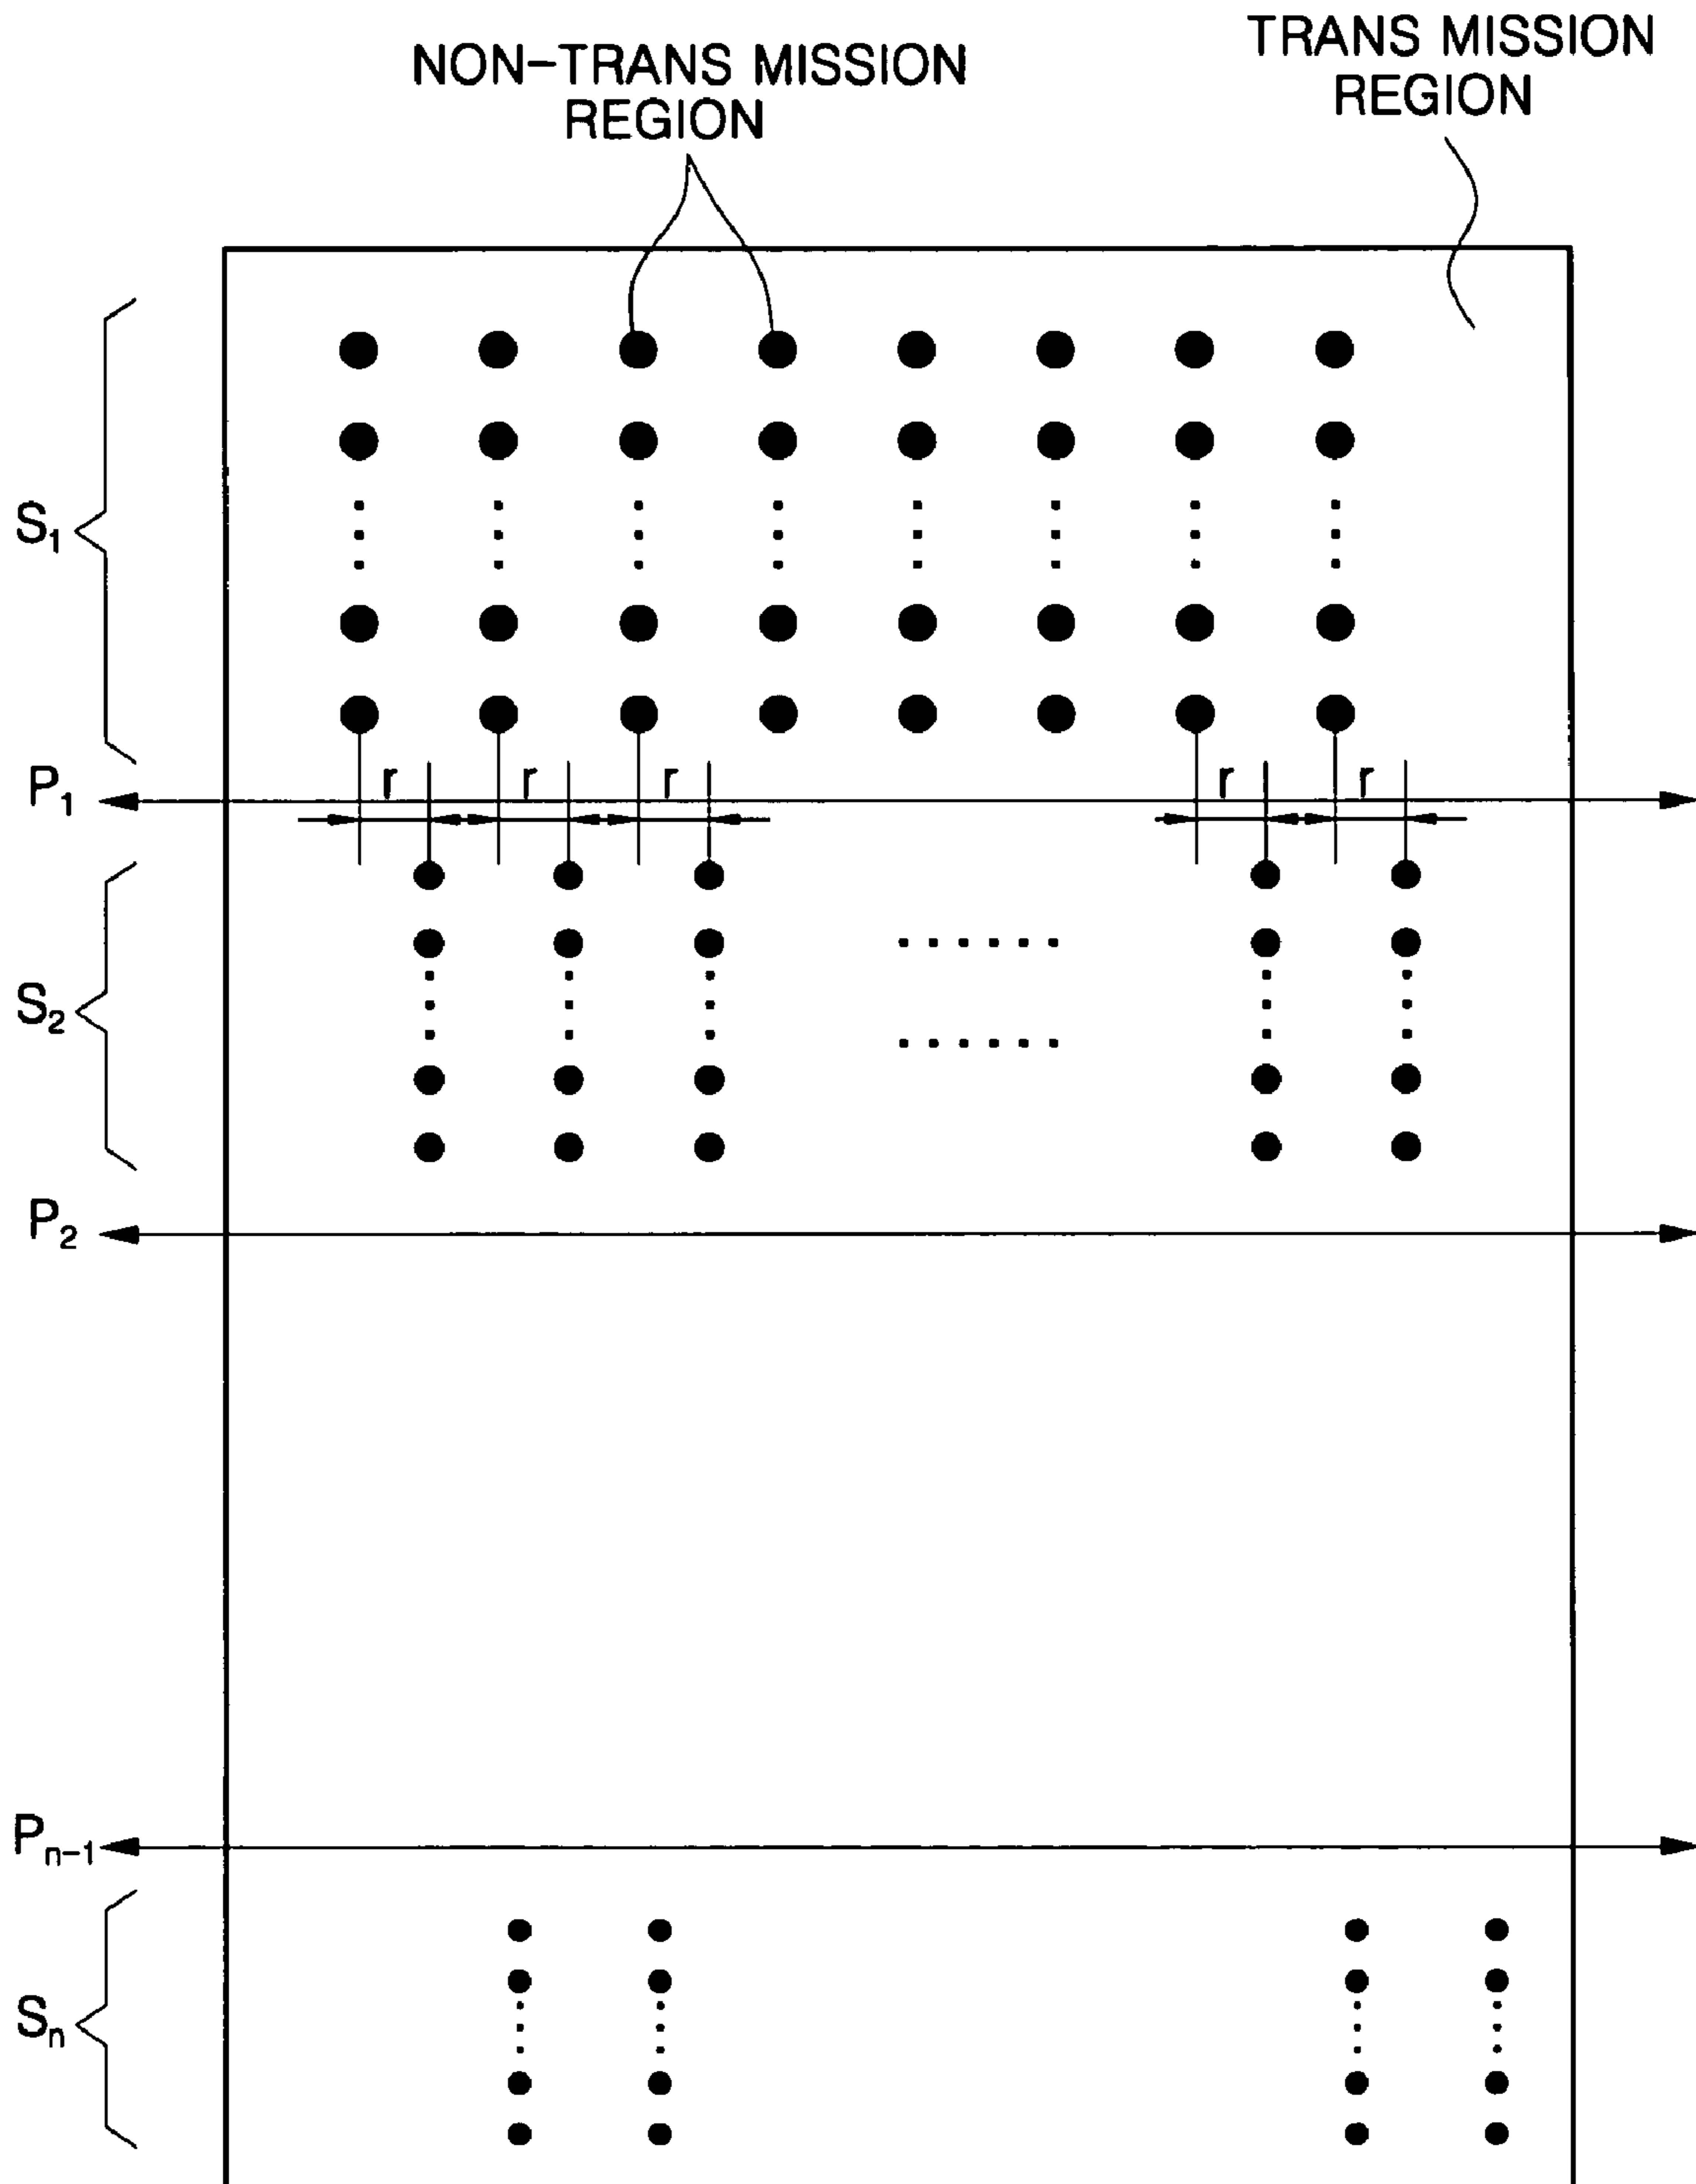 NON-TRANS MISSION
REGION
TRANS MISSION
REGION
S₁
P₁
r r r r r
S₂
P₂
Pₙ₋₁
Sₙ